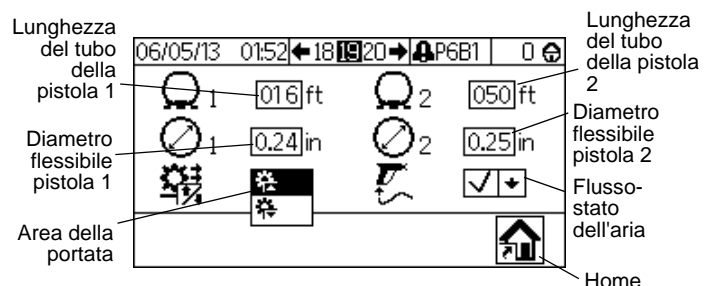 Lunghezza
del tubo
della
pistola 1
Lunghezza
del tubo
della pistola
2
06/05/13 01:52 18 19 20 P6B1 0
1 016 ft 2 050 ft
1 0.24 in 2 0.25 in
Diametro
flessibile
pistola 1
Diametro
flessibile
pistola 2
Area della
portata
Flusso-
stato
dell'aria
Home